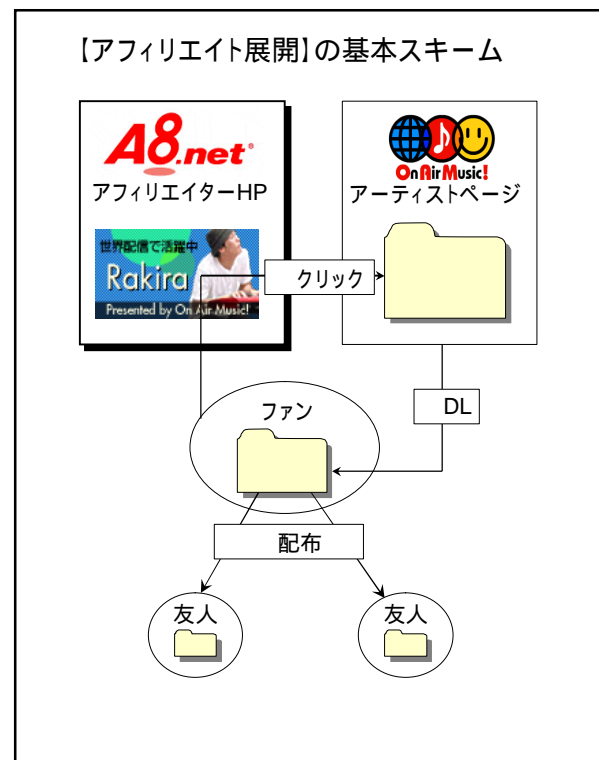 【アフィリエイト展開】の基本スキーム
A8.net
アフィリエイターHP
世界配信で活躍中
Rakira
Presented by On Air Music!
On Air Music!
アーティストページ
クリック
DL
ファン
配布
友人
友人